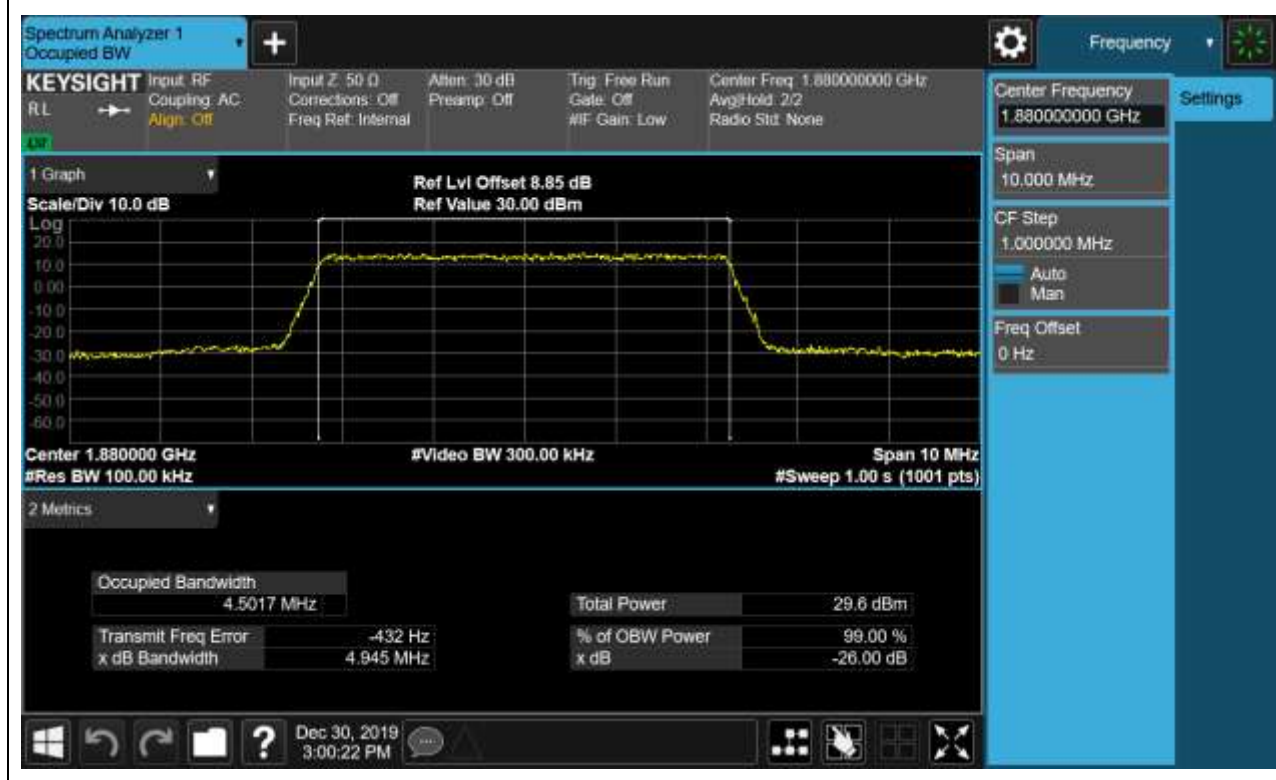 Spectrum Analyzer 1
Occupied BW
+
Frequency
KEYSIGHT
RL
Input: RF
Coupling: AC
Align: Off
Input Z: 50 Ω
Corrections: Off
Freq Ref: Internal
Atten: 30 dB
Preamp: Off
Trig: Free Run
Gate: Off
#IF Gain: Low
Center Freq: 1.880000000 GHz
Avg|Hold: 2/2
Radio Std: None
Center Frequency
1.880000000 GHz
Settings
Span
10.000 MHz
CF Step
1.000000 MHz
Auto
Man
Freq Offset
0 Hz
1 Graph
Scale/Div 10.0 dB
Ref Lvl Offset 8.85 dB
Ref Value 30.00 dBm
Log
20.0
10.0
0.00
-10.0
-20.0
-30.0
-40.0
-50.0
-60.0
Center 1.880000 GHz
#Video BW 300.00 kHz
Span 10 MHz
#Res BW 100.00 kHz
#Sweep 1.00 s (1001 pts)
2 Metrics
Occupied Bandwidth
4.5017 MHz
Total Power 29.6 dBm
Transmit Freq Error -432 Hz
% of OBW Power 99.00 %
x dB Bandwidth 4.945 MHz
x dB -26.00 dB
?
Dec 30, 2019
3:00:22 PM